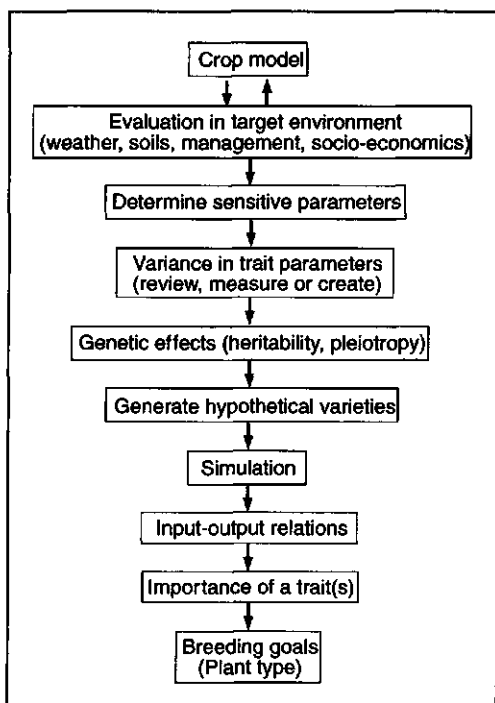 Crop model
Evaluation in target environment
(weather, soils, management, socio-economics)
Determine sensitive parameters
Variance in trait parameters
(review, measure or create)
Genetic effects (heritability, pleiotropy)
Generate hypothetical varieties
Simulation
Input-output relations
Importance of a trait(s)
Breeding goals
(Plant type)